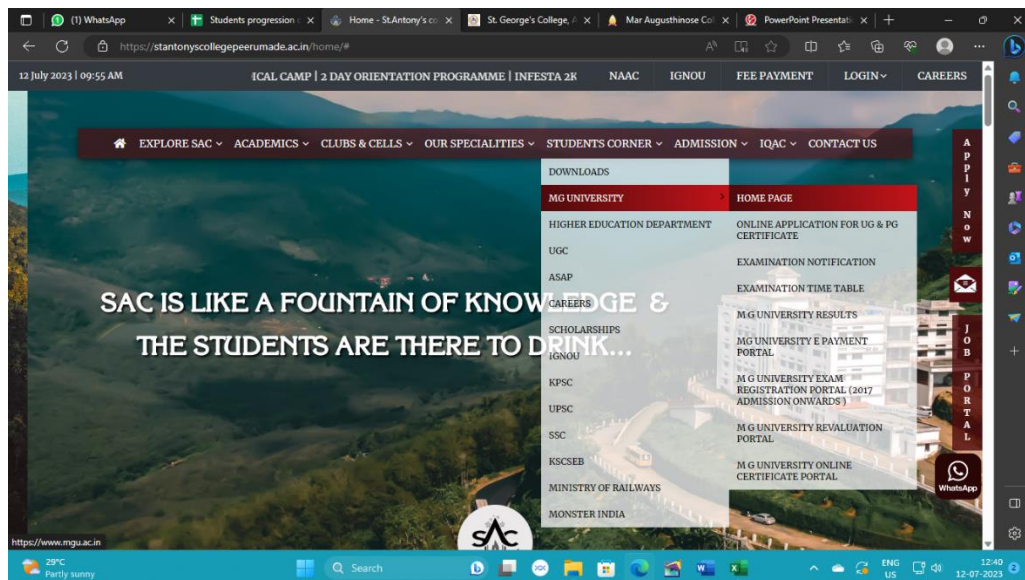 (1) WhatsApp
Students progression
Home - St.Antony's co
St. George's College, A
Mar Augusthinose Col
PowerPoint Presentati
https://stantonyscollegepeerumade.ac.in/home/#
12 July 2023 | 09:55 AM
ICAL CAMP | 2 DAY ORIENTATION PROGRAMME | INFESTA 2K
NAAC
IGNOU
FEE PAYMENT
LOGIN
CAREERS
EXPLORE SAC
ACADEMICS
CLUBS & CELLS
OUR SPECIALITIES
STUDENTS CORNER
ADMISSION
IQAC
CONTACT US
DOWNLOADS
MG UNIVERSITY
HIGHER EDUCATION DEPARTMENT
UGC
ASAP
CAREERS
SCHOLARSHIPS
IGNOU
KPSC
UPSC
SSC
KSCSEB
MINISTRY OF RAILWAYS
MONSTER INDIA
HOME PAGE
ONLINE APPLICATION FOR UG & PG
CERTIFICATE
EXAMINATION NOTIFICATION
EXAMINATION TIME TABLE
M G UNIVERSITY RESULTS
MG UNIVERSITY E PAYMENT
PORTAL
M G UNIVERSITY EXAM
REGISTRATION PORTAL (2017
ADMISSION ONWARDS )
M G UNIVERSITY REVALUATION
PORTAL
M G UNIVERSITY ONLINE
CERTIFICATE PORTAL
SAC IS LIKE A FOUNTAIN OF KNOWLEDGE &
THE STUDENTS ARE THERE TO DRINK...
Apply Now
JOB PORTAL
WhatsApp
SAC
https://www.mgu.ac.in
29°C
Partly sunny
Search
ENG
US
12:40
12-07-2023
2